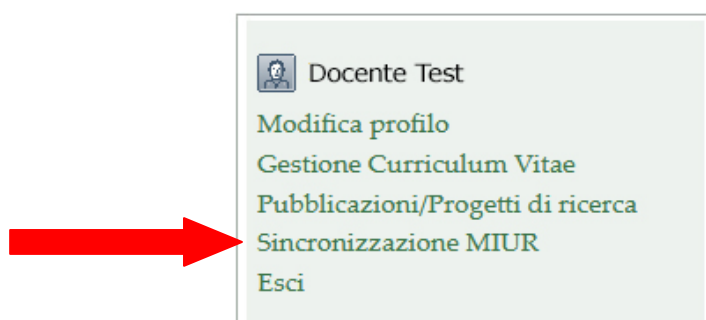 Docente Test
Modifica profilo
Gestione Curriculum Vitae
Pubblicazioni/Progetti di ricerca
Sincronizzazione MIUR
Esci